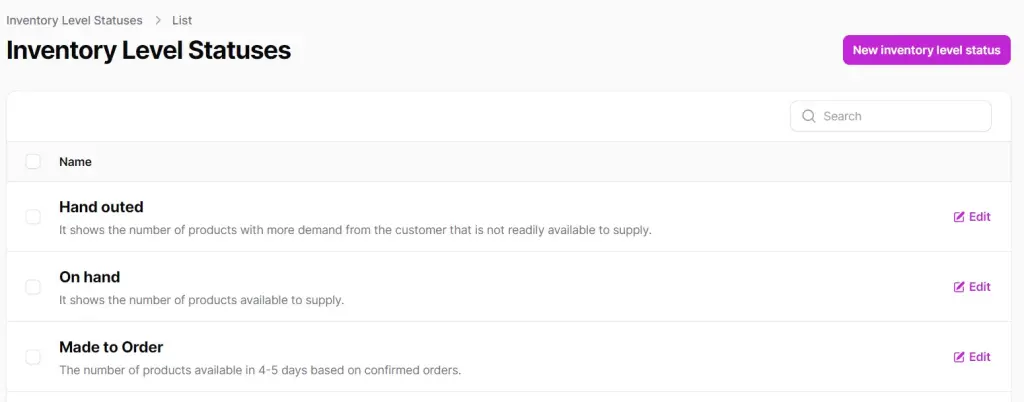 Inventory Level Statuses > List
Inventory Level Statuses
New inventory level status
Search
Name
Hand outed
It shows the number of products with more demand from the customer that is not readily available to supply.
Edit
On hand
It shows the number of products available to supply.
Edit
Made to Order
The number of products available in 4-5 days based on confirmed orders.
Edit